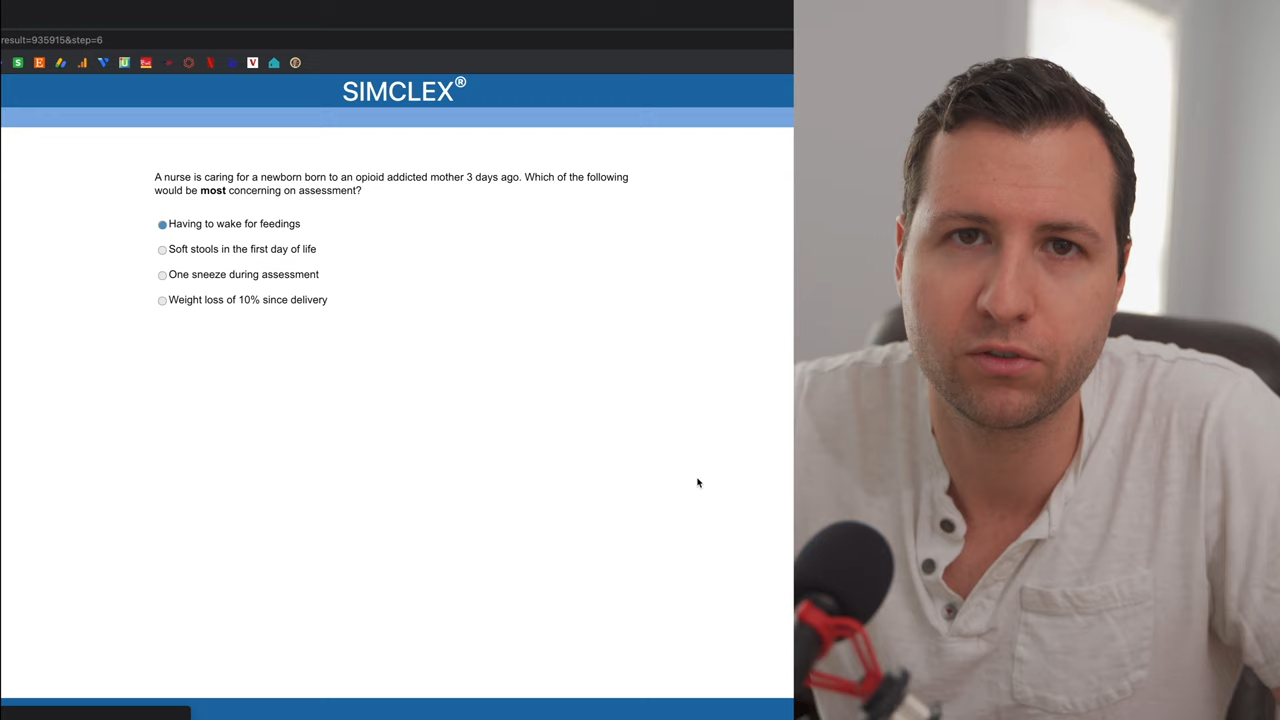 result=935915&step=6
SIMCLEX®
A nurse is caring for a newborn born to an opioid addicted mother 3 days ago. Which of the following
would be most concerning on assessment?
Having to wake for feedings
Soft stools in the first day of life
One sneeze during assessment
Weight loss of 10% since delivery